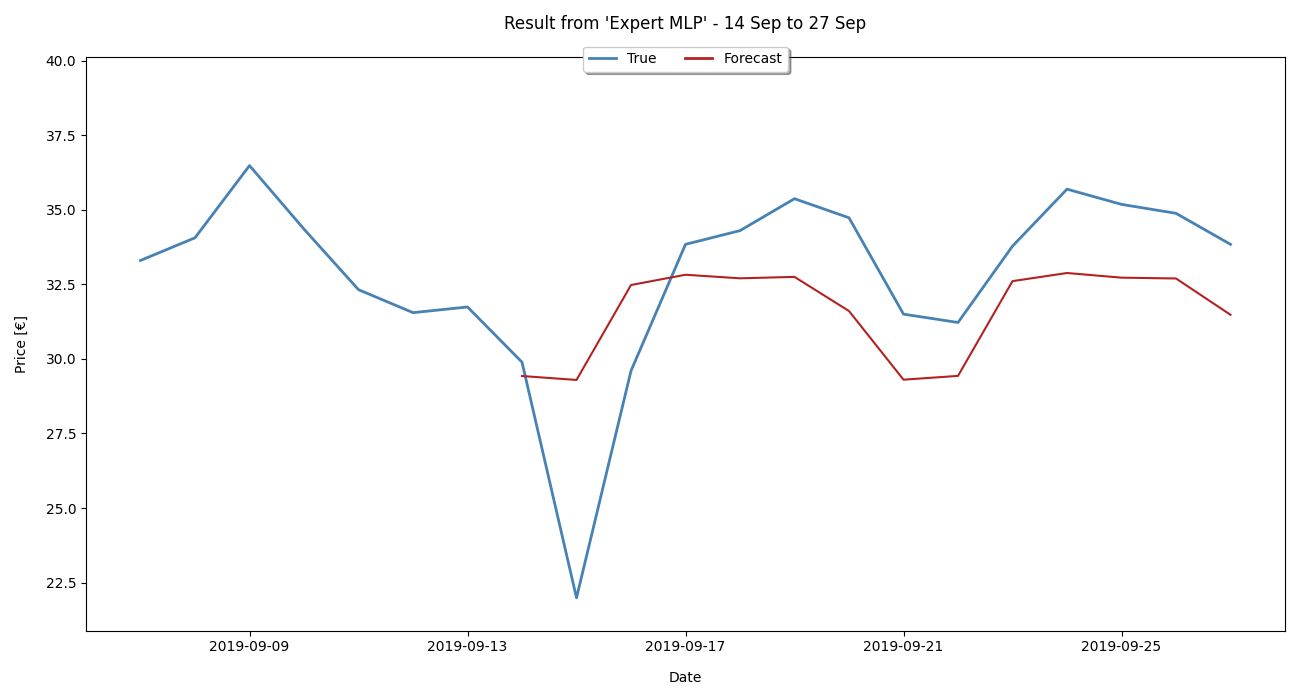 Result from 'Expert MLP' - 14 Sep to 27 Sep
True
Forecast
40.0
37.5
35.0
32.5
30.0
27.5
25.0
22.5
Price [€]
2019-09-09
2019-09-13
2019-09-17
2019-09-21
2019-09-25
Date